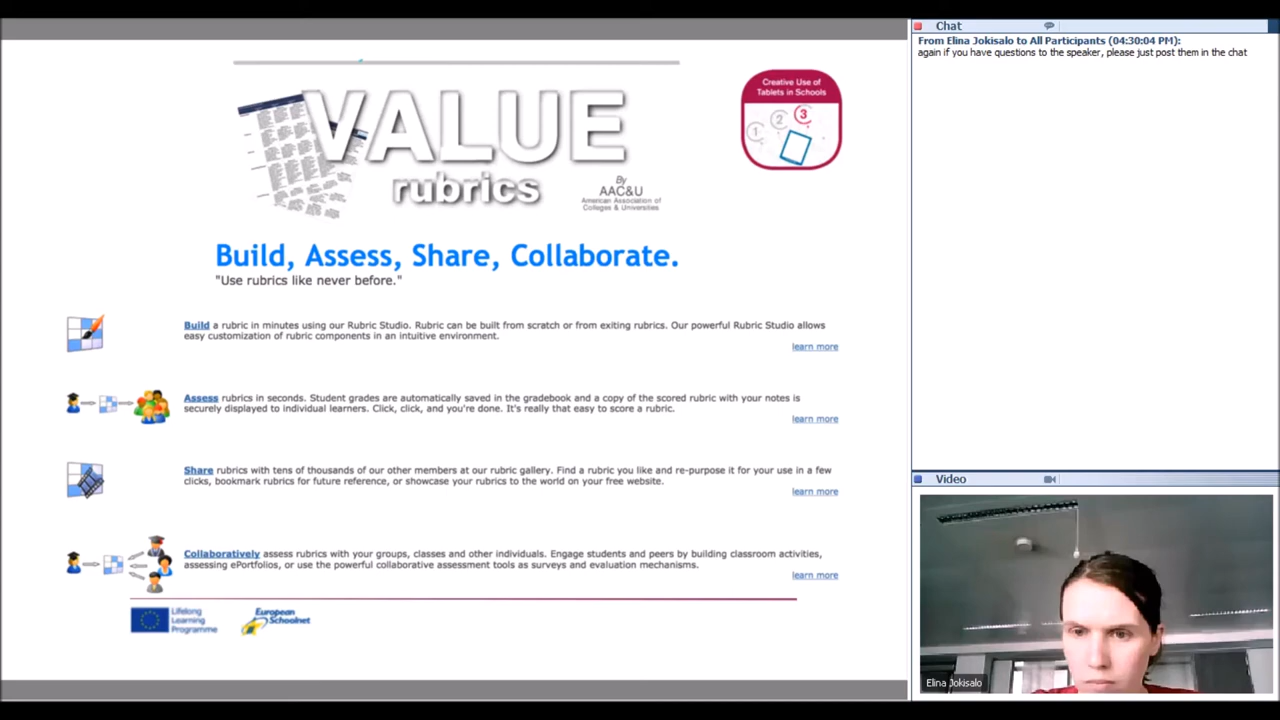 VALUE
rubrics
By
AAC&U
American Association of
Colleges & Universities
Creative Use of
Tablets in Schools
1 2 3
Build, Assess, Share, Collaborate.
"Use rubrics like never before."
Build a rubric in minutes using our Rubric Studio. Rubric can be built from scratch or from exiting rubrics. Our powerful Rubric Studio allows
easy customization of rubric components in an intuitive environment.
learn more
Assess rubrics in seconds. Student grades are automatically saved in the gradebook and a copy of the scored rubric with your notes is
securely displayed to individual learners. Click, click, and you're done. It's really that easy to score a rubric.
learn more
Share rubrics with tens of thousands of our other members at our rubric gallery. Find a rubric you like and re-purpose it for your use in a few
clicks, bookmark rubrics for future reference, or showcase your rubrics to the world on your free website.
learn more
Collaboratively assess rubrics with your groups, classes and other individuals. Engage students and peers by building classroom activities,
assessing ePortfolios, or use the powerful collaborative assessment tools as surveys and evaluation mechanisms.
learn more
Lifelong
Learning
Programme
European
Schoolnet
Chat
From Elina Jokisalo to All Participants (04:30:04 PM):
again if you have questions to the speaker, please just post them in the chat
Video
Elina Jokisalo